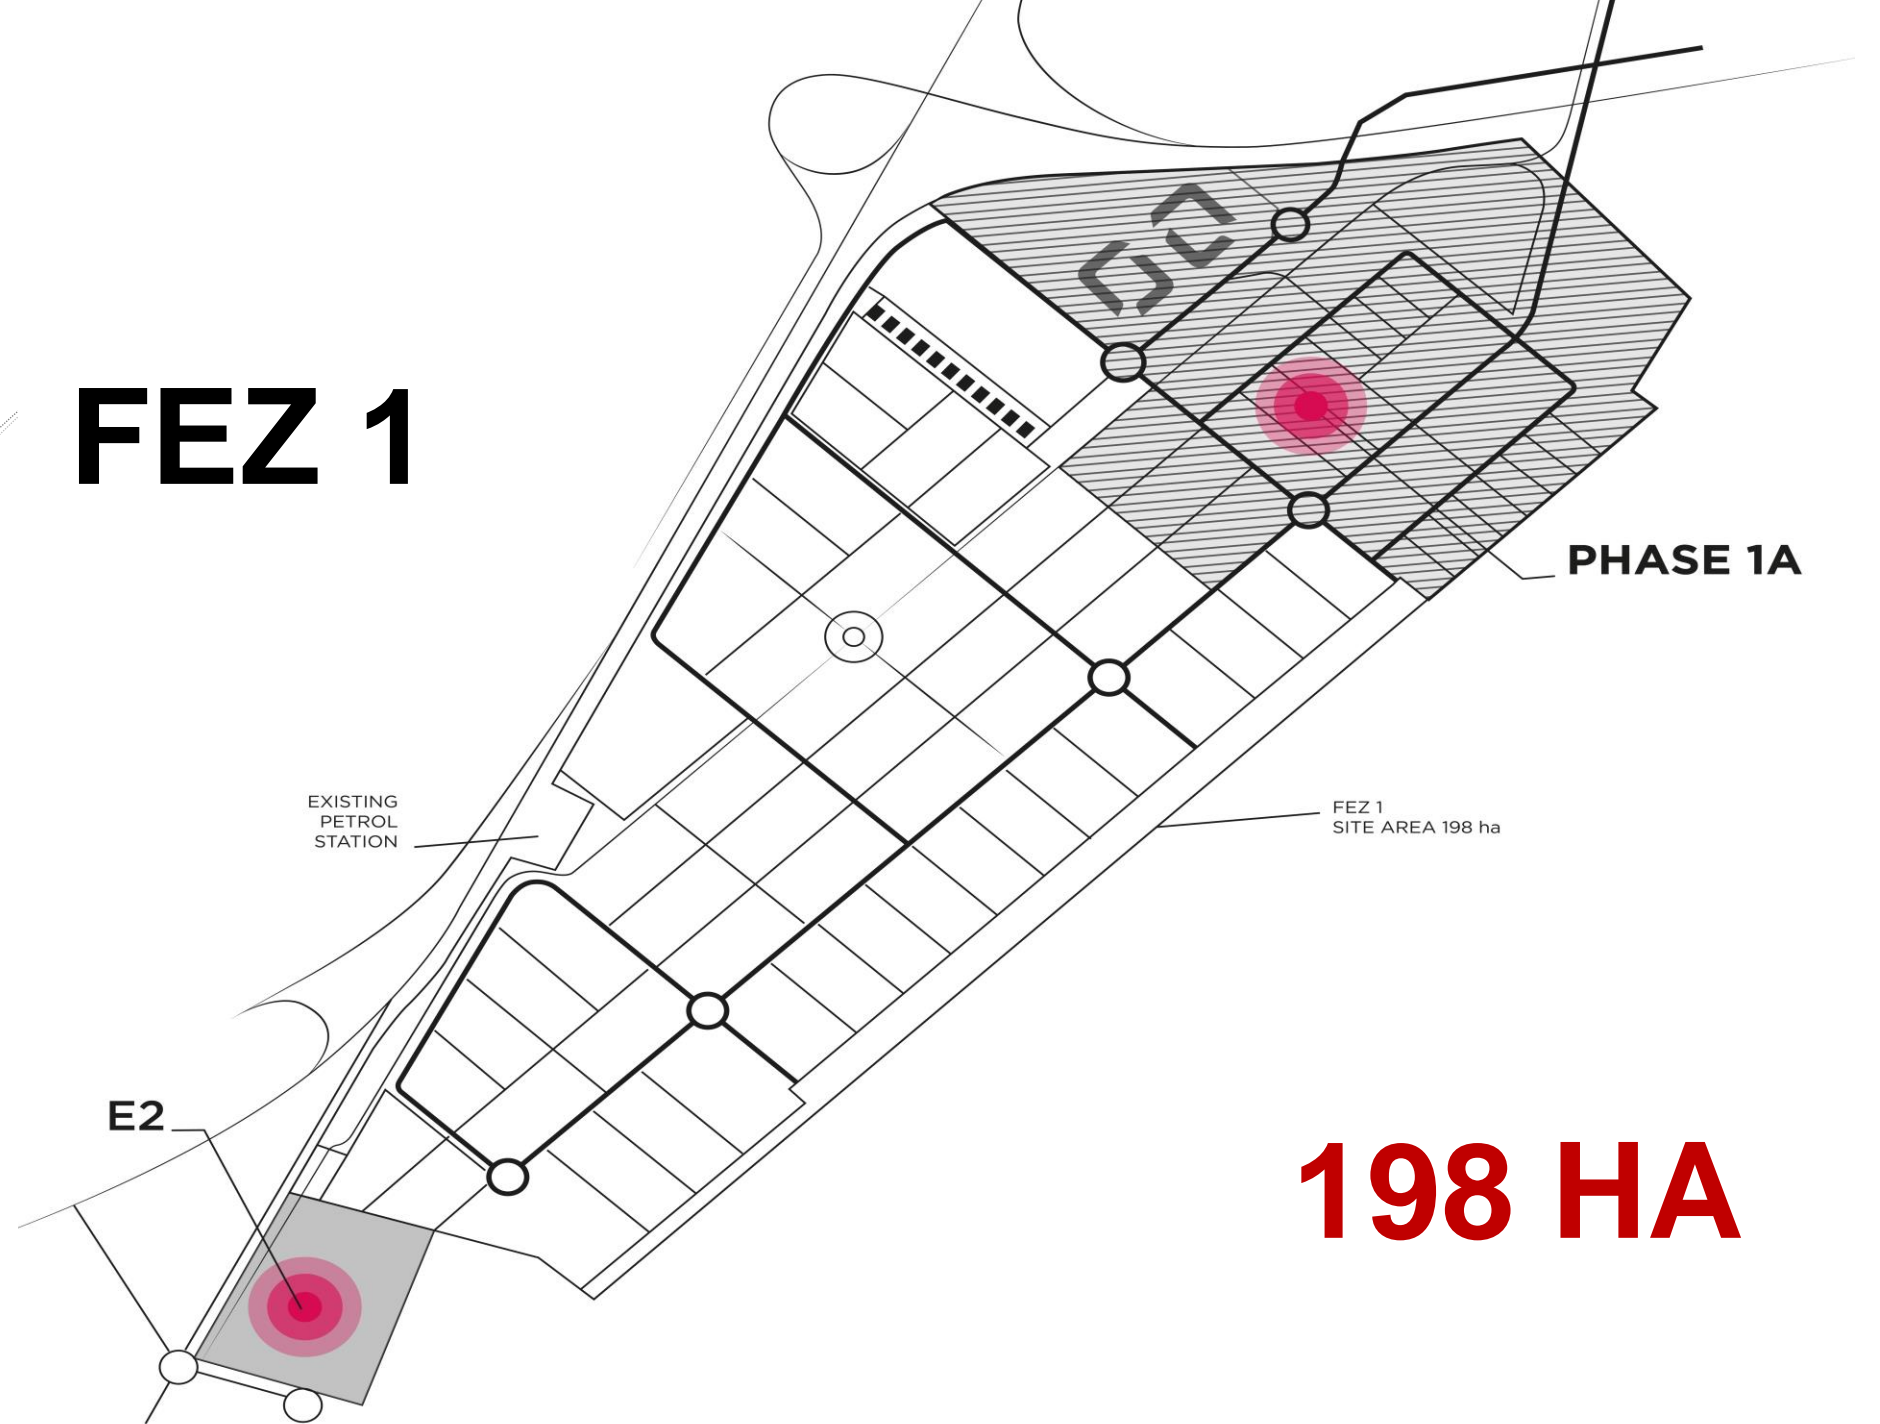 FEZ 1
PHASE 1A
EXISTING
PETROL
STATION
FEZ 1
SITE AREA 198 ha
E2
198 HA